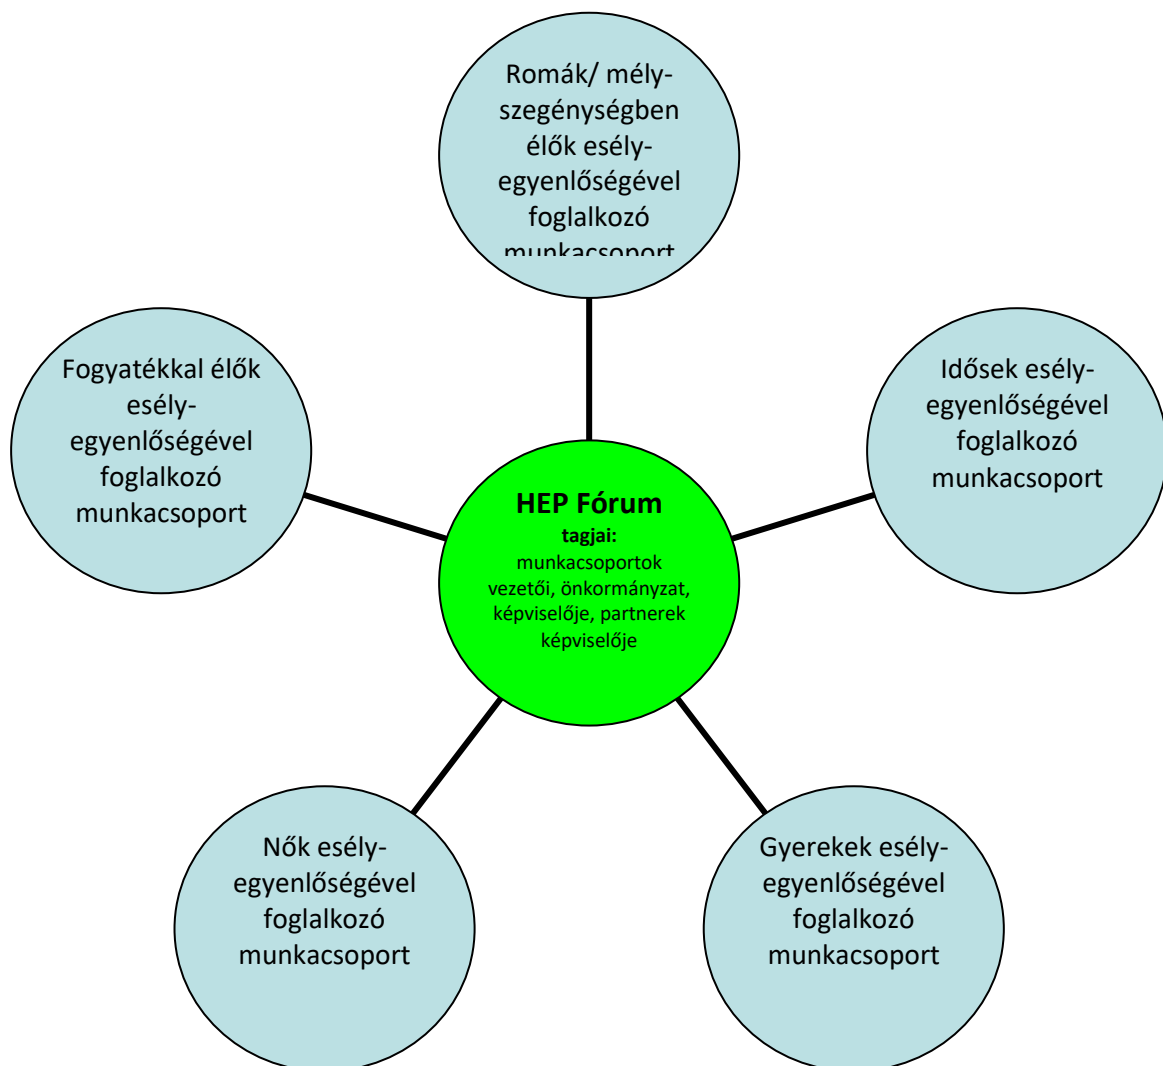 Romák/ mély-
szegénységben
élők esély-
egyenlőségével
foglalkozó
munkacsoport
Fogyatékkal élők
esély-
egyenlőségével
foglalkozó
munkacsoport
Idősek esély-
egyenlőségével
foglalkozó
munkacsoport
HEP Fórum
tagjai:
munkacsoportok
vezetői, önkormányzat,
képviselője, partnerek
képviselője
Nők esély-
egyenlőségével
foglalkozó
munkacsoport
Gyerekek esély-
egyenlőségével
foglalkozó
munkacsoport